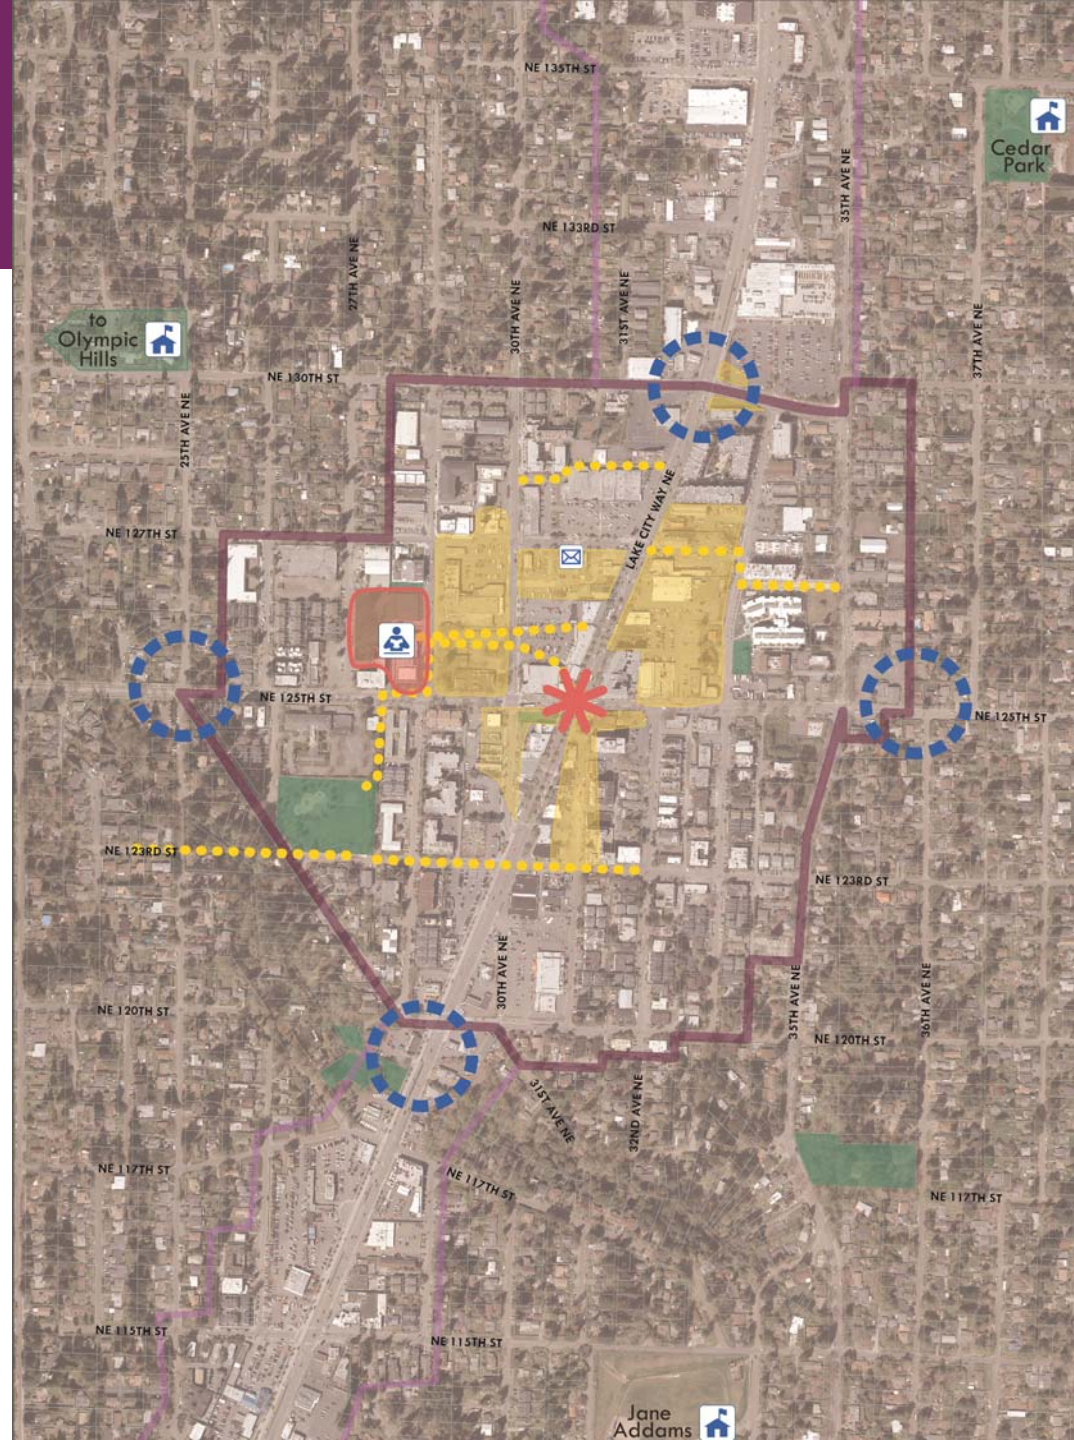 NE 135TH ST
Cedar
Park
35TH AVE NE
NE 133RD ST
27TH AVE NE
31ST AVE NE
30TH AVE NE
to
Olympic
Hills
37TH AVE NE
NE 130TH ST
25TH AVE NE
LAKE CITY WAY NE
NE 127TH ST
NE 125TH ST
NE 125TH ST
NE 123RD ST
NE 123RD ST
30TH AVE NE
35TH AVE NE
36TH AVE NE
NE 120TH ST
NE 120TH ST
31ST AVE NE
32ND AVE NE
NE 117TH ST
NE 117TH ST
NE 117TH ST
NE 115TH ST
NE 115TH ST
Jane
Addams